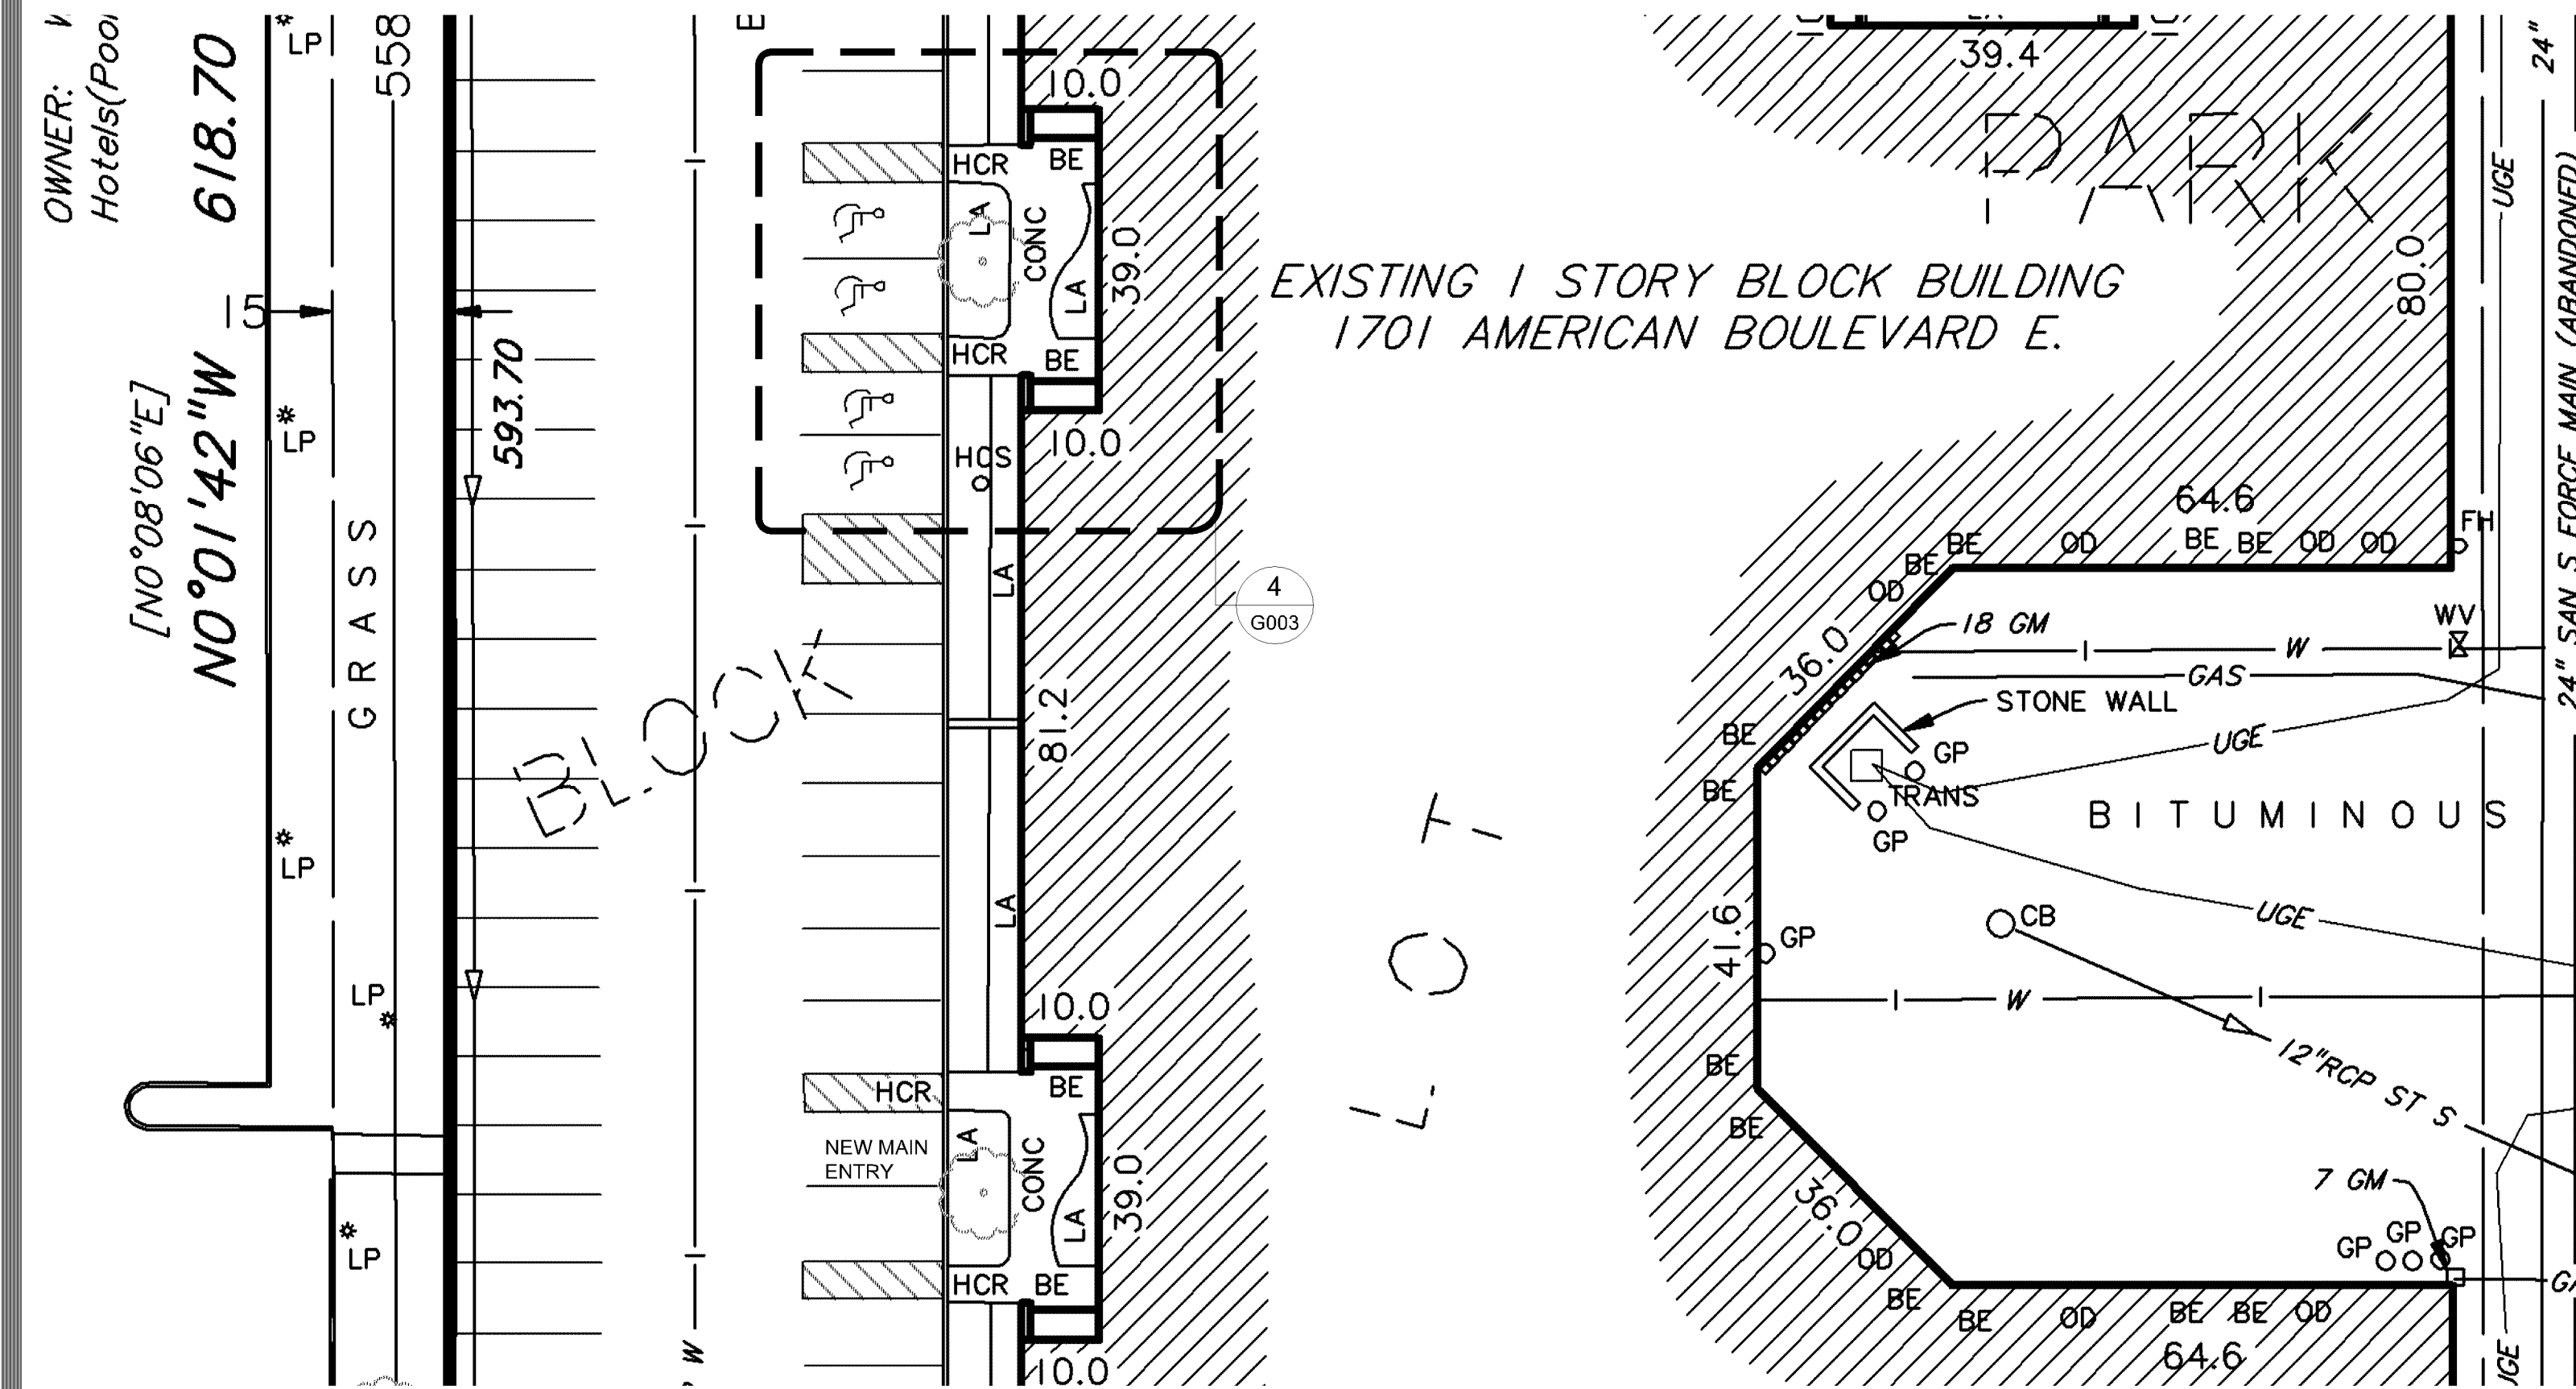 OWNER:
Hotels(Pool
618.70
N0°01'42"W
[N0°08'06"E]
15
593.70
558
LP
LP
LP
LP
LP
GRASS
BLOCK
10.0
HCR
BE
LA
CONC
LA
39.0
HCR
BE
10.0
HCS
LA
81.2
LA
4
G003
10.0
HCR
BE
NEW MAIN
ENTRY
LA
CONC
LA
39.0
HCR
BE
10.0
W
39.4
PARK
EXISTING 1 STORY BLOCK BUILDING
1701 AMERICAN BOULEVARD E.
80.0
LOT
64.6
BE
OD
BE
BE
OD
OD
FH
BE
OD
36.0
18 GM
WV
W
GAS
STONE WALL
UGE
BE
GP
BE
TRANS
GP
BITUMINOUS
UGE
CB
41.6
GP
W
12"RCP ST S
BE
BE
36.0
OD
BE
7 GM
GP
GP
GP
BE
OD
BE
BE
OD
64.6
UGE
UGE
24"
24" SAN S FORCE MAIN (ABANDONED)